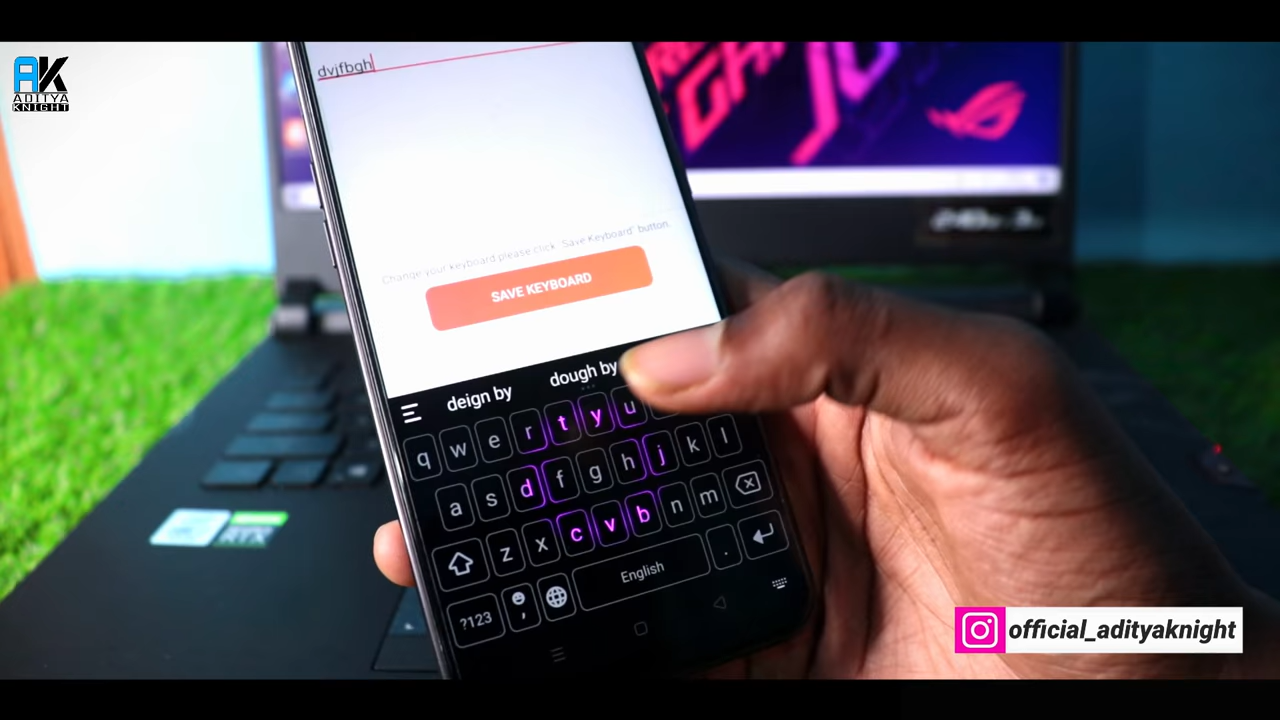 AK
ADITYA
KNIGHT
dvjfbgh
Change your keyboard please click "Save Keyboard" button
SAVE KEYBOARD
deign by dough by
q w e r t y u
a s d f g h j k l
z x c v b n m
?123 , English .
RTX
official_adityaknight